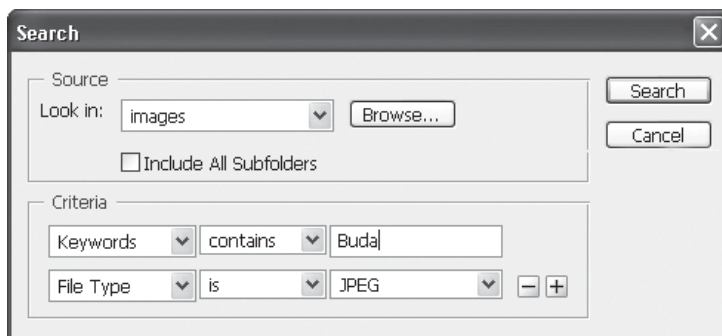 Search
Source
Look in: images Browse...
Include All Subfolders
Search
Cancel
Criteria
Keywords contains Buda
File Type is JPEG